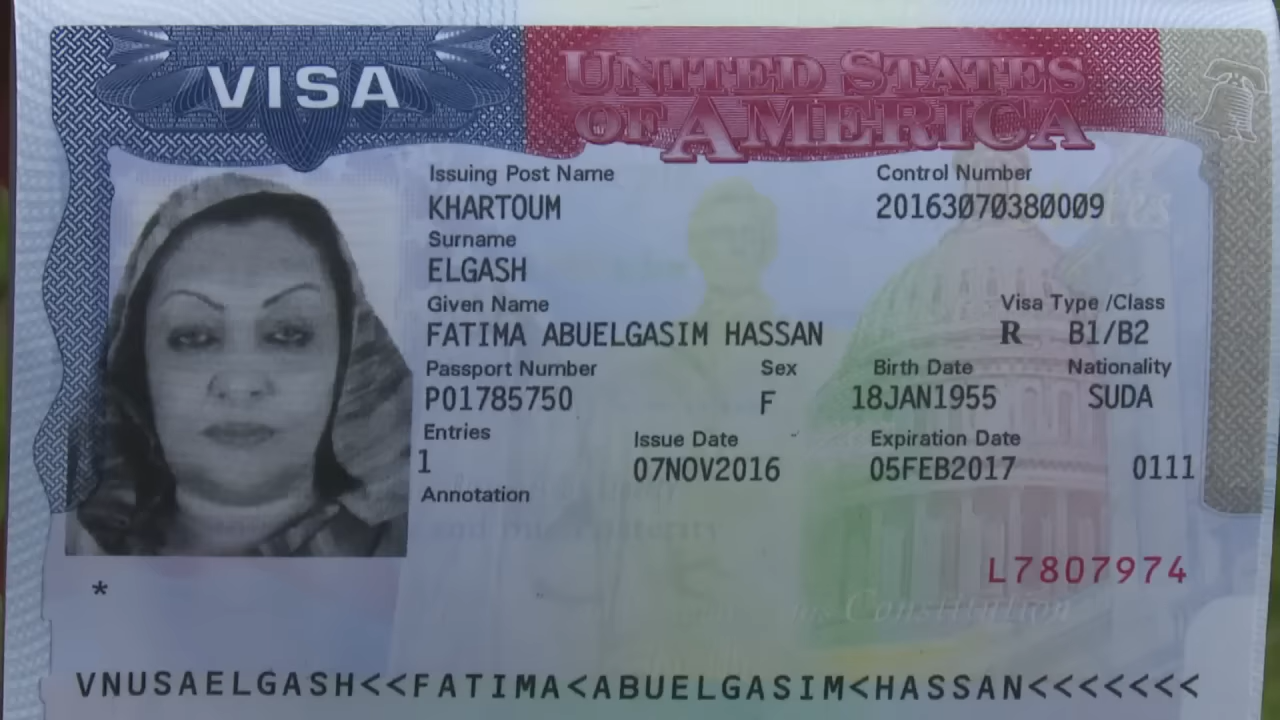 VISA
UNITED STATES
OF AMERICA
Issuing Post Name Control Number
KHARTOUM 20163070380009
Surname
ELGASH
Given Name Visa Type /Class
FATIMA ABUELGASIM HASSAN R B1/B2
Passport Number Sex Birth Date Nationality
P01785750 F 18JAN1955 SUDA
Entries Issue Date Expiration Date
1 07NOV2016 05FEB2017 0111
Annotation
L7807974
*
Constitution
VNUSAELGASH<<FATIMA<ABUELGASIM<HASSAN<<<<<<<